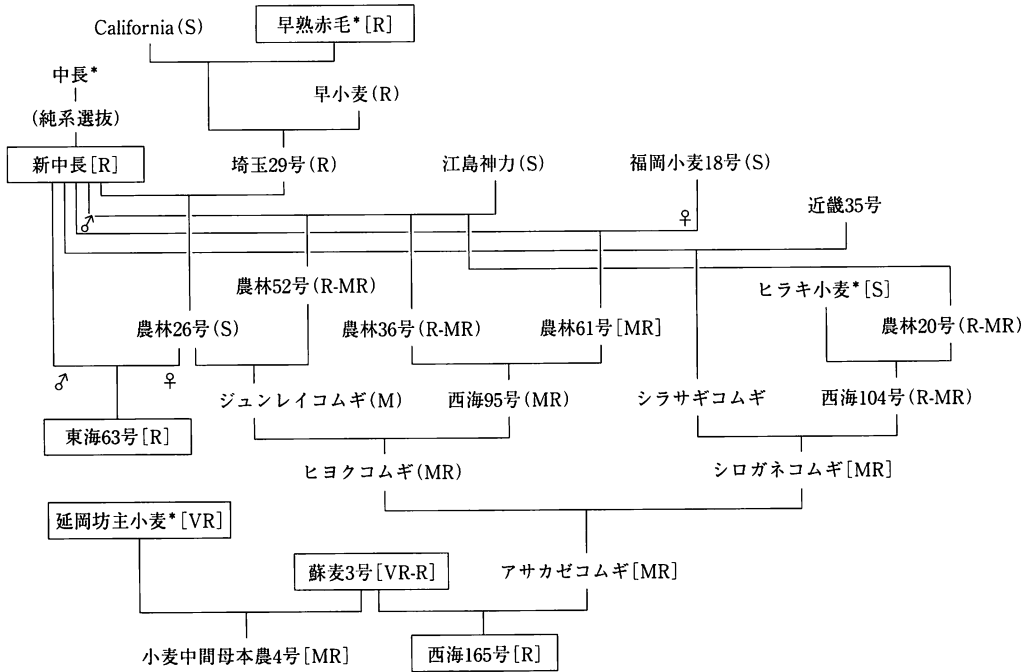 California(S)
早熟赤毛*[R]
中長*
早小麦(R)
(純系選抜)
新中長[R]
埼玉29号(R)
江島神力(S)
福岡小麦18号(S)
近畿35号
♂
♀
農林52号(R-MR)
ヒラキ小麦*[S]
農林26号(S)
農林36号(R-MR)
農林61号[MR]
農林20号(R-MR)
♂
♀
ジュンレイコムギ(M)
西海95号(MR)
シラサギコムギ
西海104号(R-MR)
東海63号[R]
ヒヨクコムギ(MR)
シロガネコムギ[MR]
延岡坊主小麦*[VR]
蘇麦3号[VR-R]
アサカゼコムギ[MR]
小麦中間母本農4号[MR]
西海165号[R]